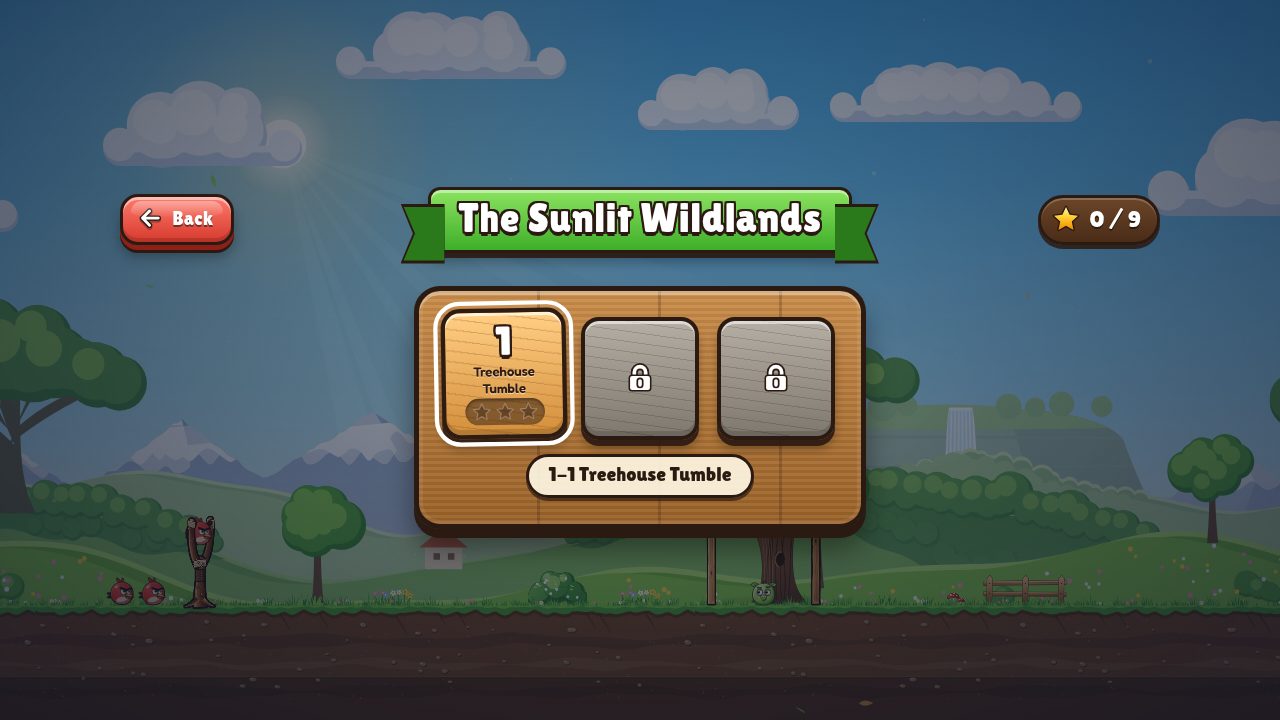 Back
The Sunlit Wildlands
0 / 9
1
Treehouse
Tumble
1–1 Treehouse Tumble